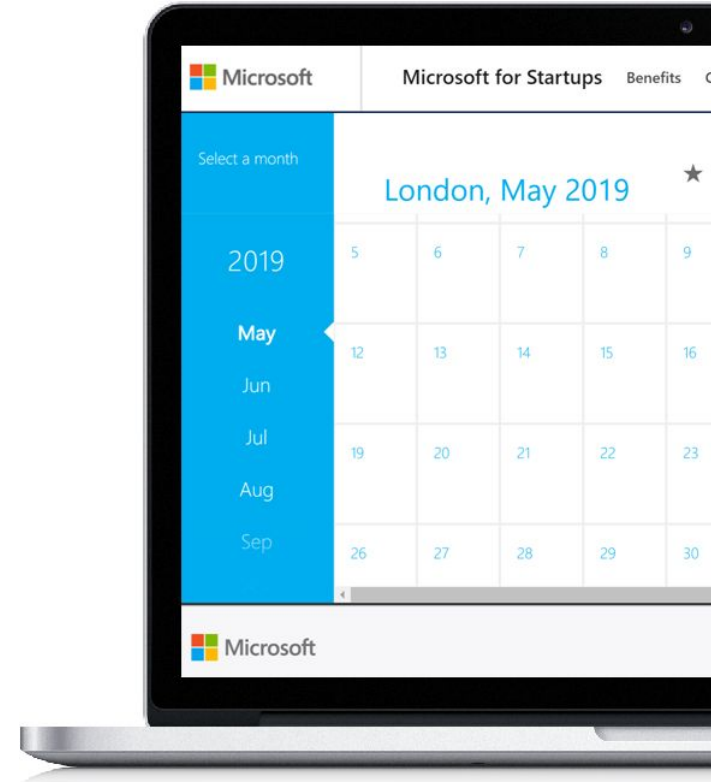 Microsoft
Microsoft for Startups Benefits
Select a month
London, May 2019
2019
5 6 7 8 9
May
12 13 14 15 16
Jun
Jul
19 20 21 22 23
Aug
Sep
26 27 28 29 30
Microsoft